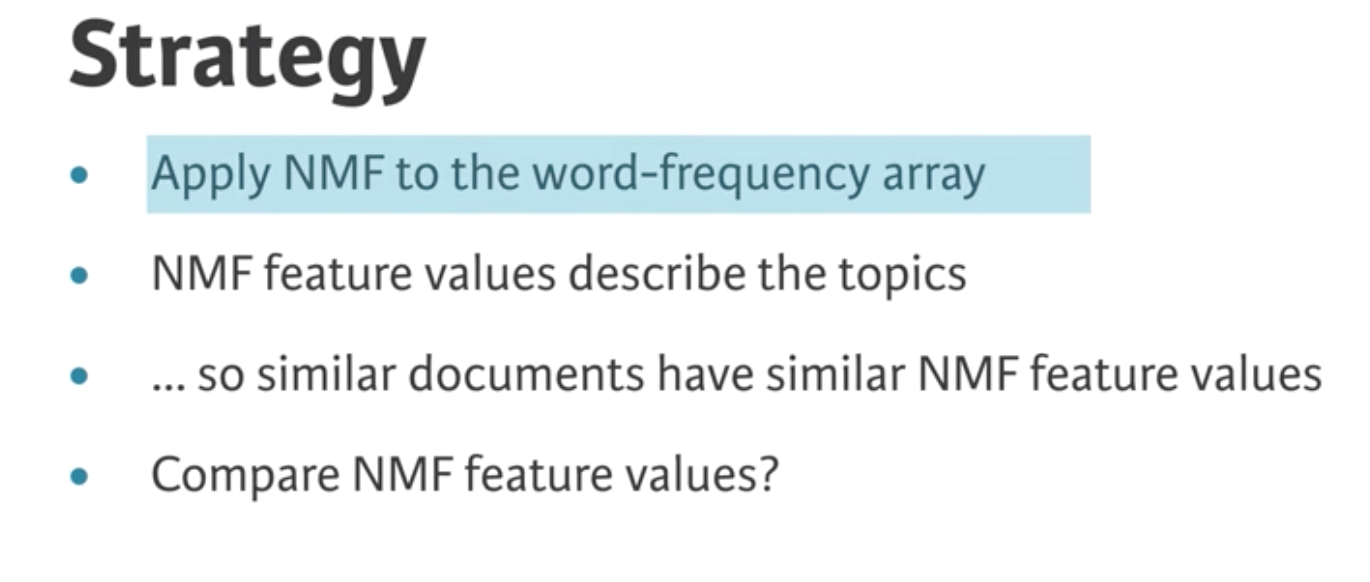 Strategy
• Apply NMF to the word-frequency array
• NMF feature values describe the topics
• ... so similar documents have similar NMF feature values
• Compare NMF feature values?